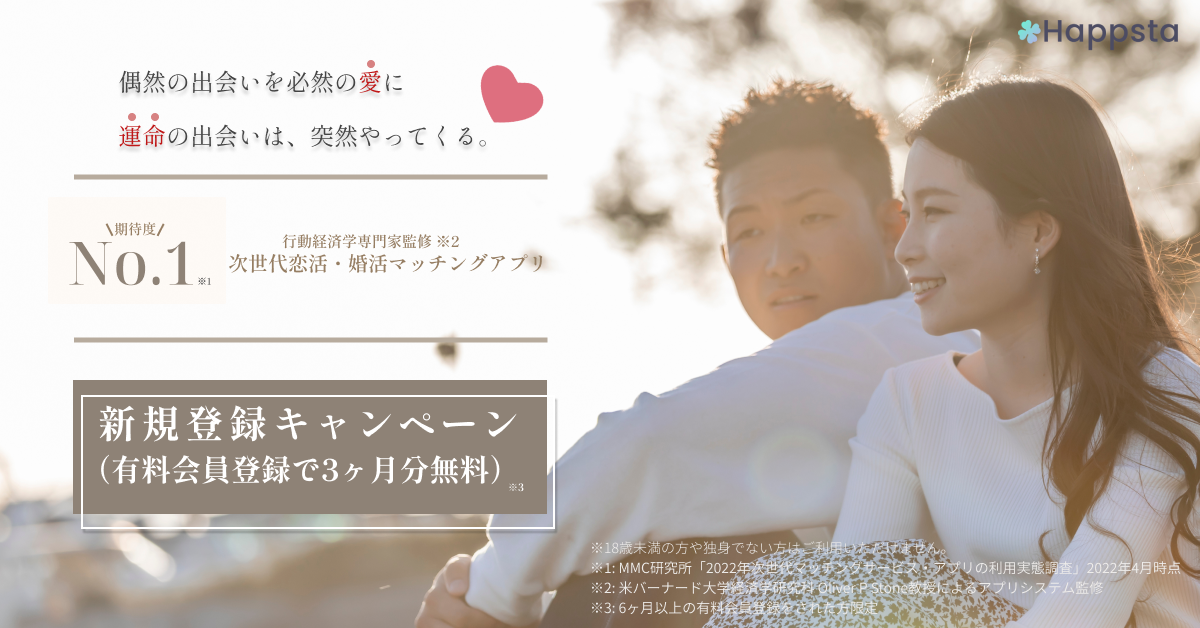 Happsta
偶然の出会いを必然の愛に
運命の出会いは、突然やってくる。
\期待度/
No.1 ※1
行動経済学専門家監修 ※2
次世代恋活・婚活マッチングアプリ
新規登録キャンペーン
(有料会員登録で3ヶ月分無料)
※3
※18歳未満の方や独身でない方はご利用いただけません。
※1: MMC研究所「2022年次世代マッチングサービス・アプリの利用実態調査」2022年4月時点
※2: 米バーナード大学経済学研究科 Oliver P Stone教授によるアプリシステム監修
※3: 6ヶ月以上の有料会員登録をされた方限定